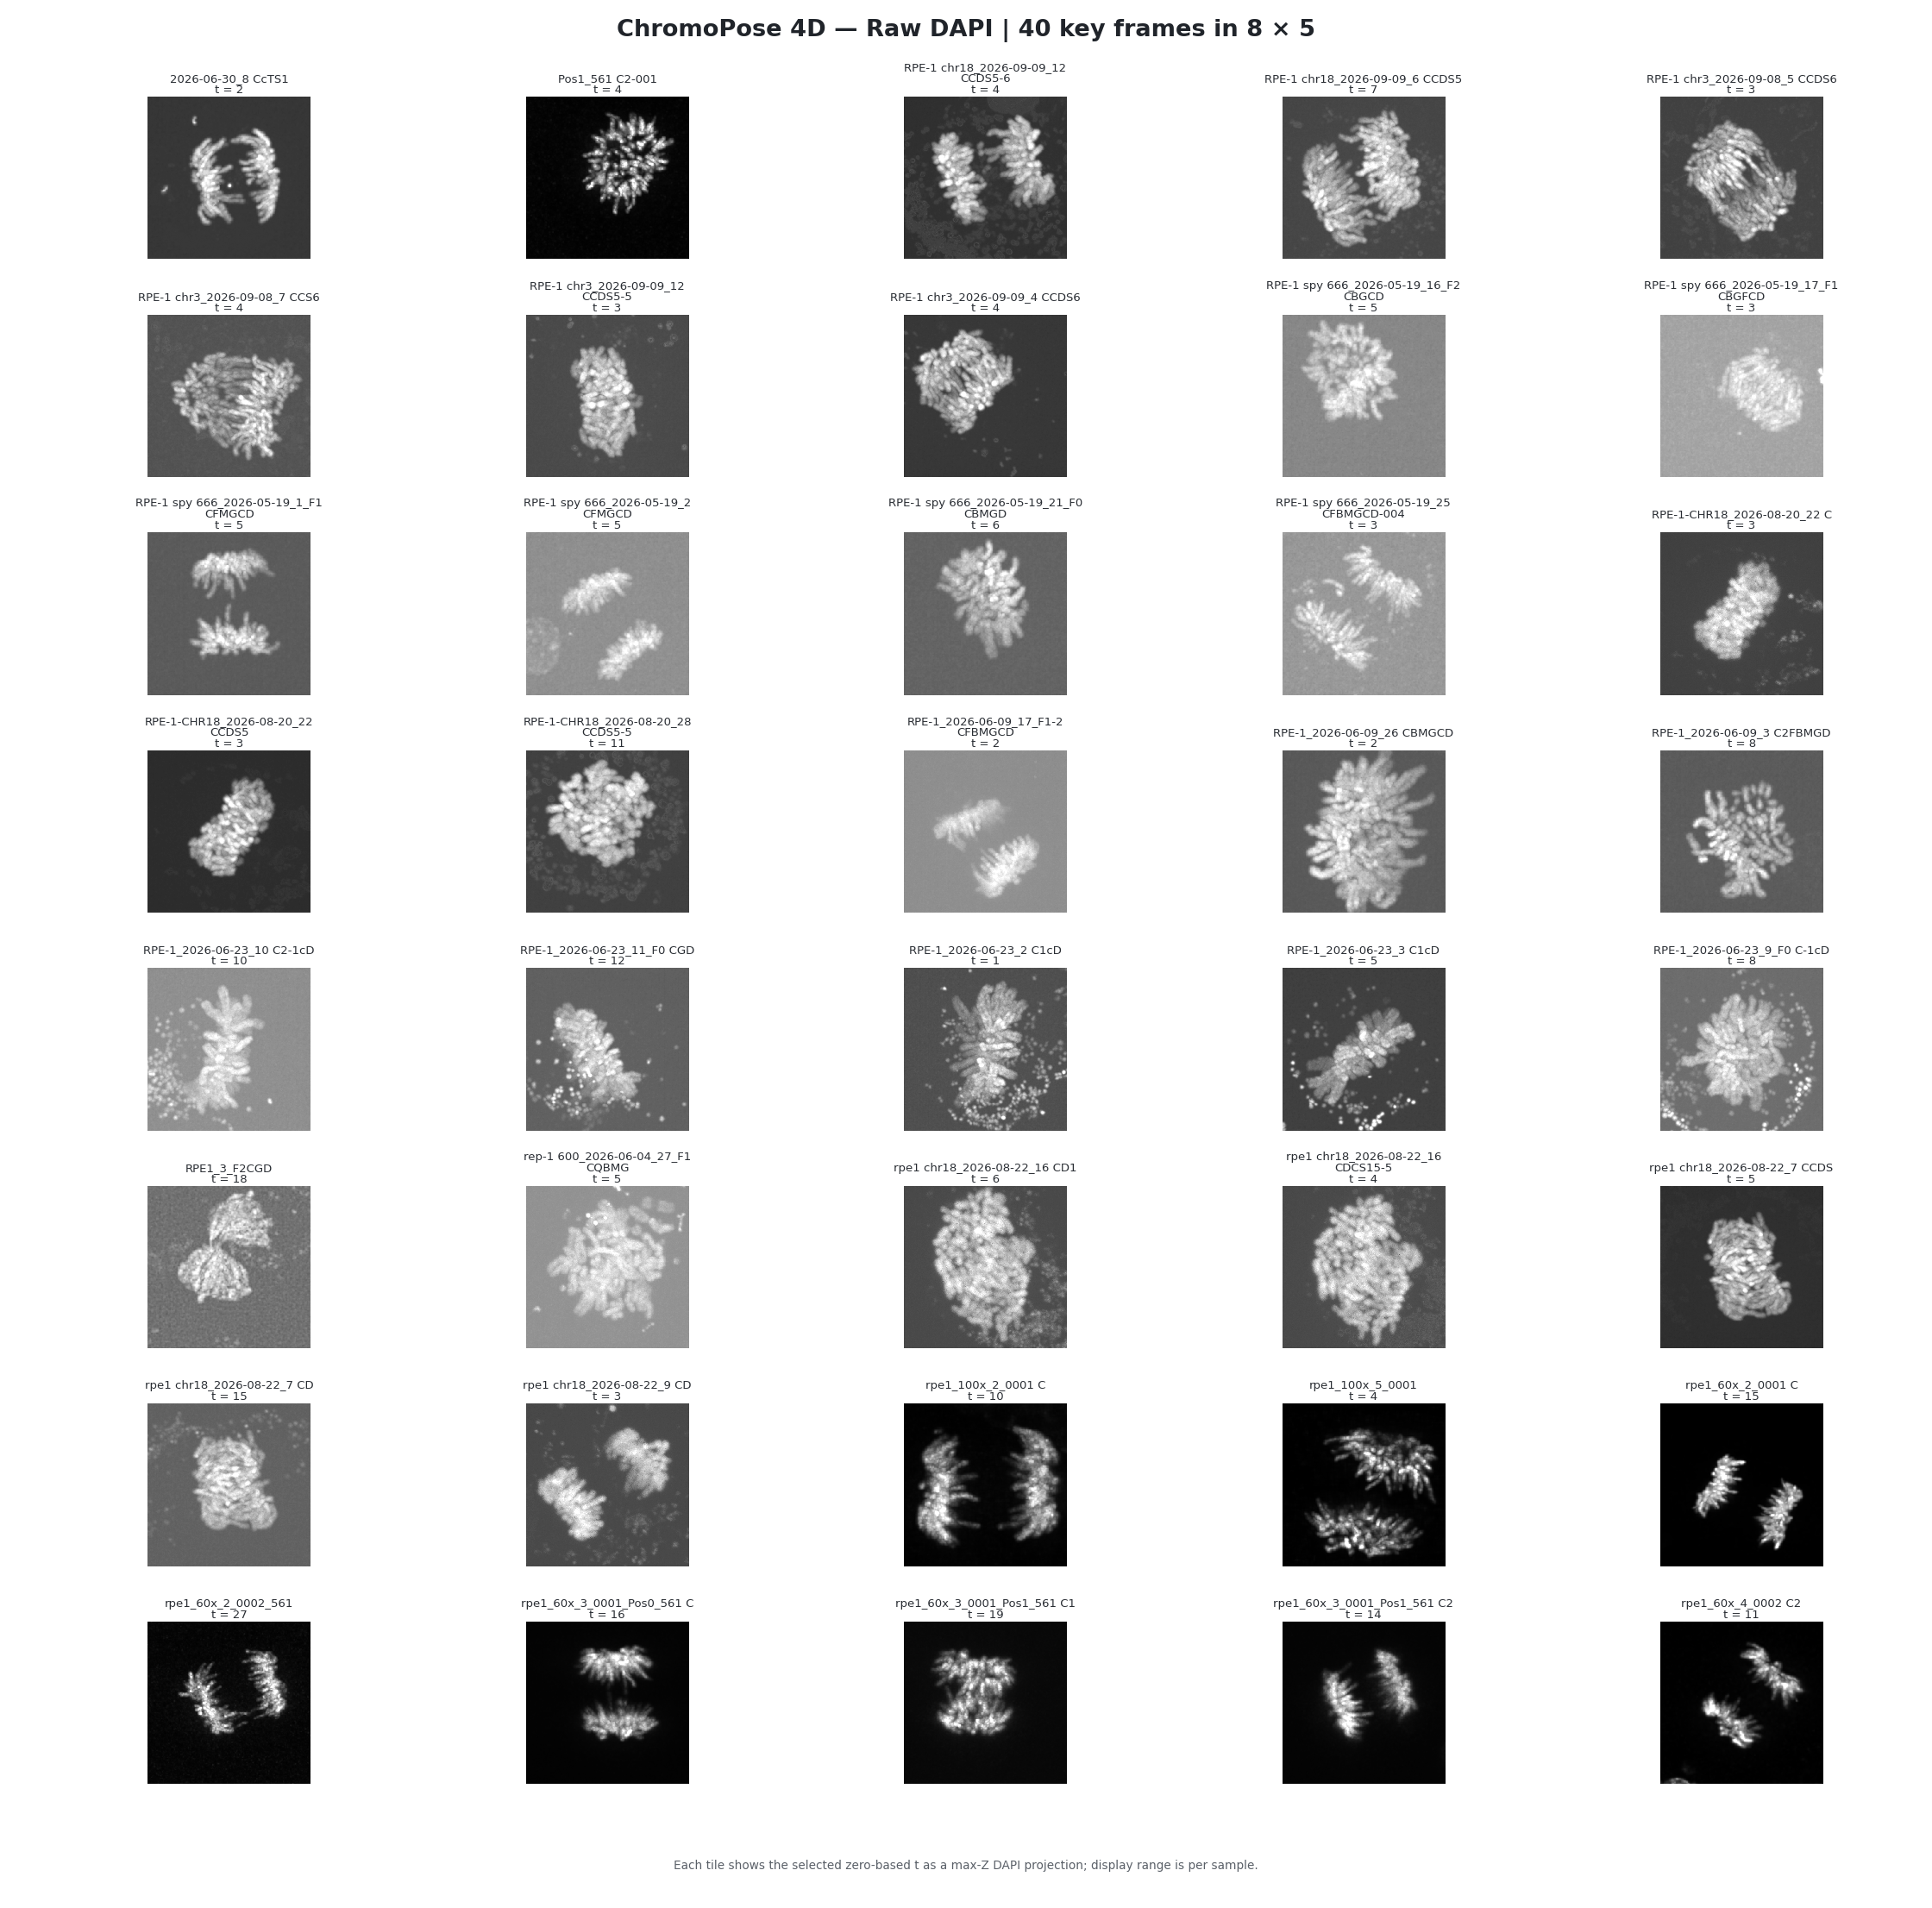 ChromoPose 4D — Raw DAPI | 40 key frames in 8 × 5
2026-06-30_8 CcTS1
t = 2
Pos1_561 C2-001
t = 4
RPE-1 chr18_2026-09-09_12
CCDS5-6
t = 4
RPE-1 chr18_2026-09-09_6 CCDS5
t = 7
RPE-1 chr3_2026-09-08_5 CCDS6
t = 3
RPE-1 chr3_2026-09-08_7 CCS6
t = 4
RPE-1 chr3_2026-09-09_12
CCDS5-5
t = 3
RPE-1 chr3_2026-09-09_4 CCDS6
t = 4
RPE-1 spy 666_2026-05-19_16_F2
CBGCD
t = 5
RPE-1 spy 666_2026-05-19_17_F1
CBGFCD
t = 3
RPE-1 spy 666_2026-05-19_1_F1
CFMGCD
t = 5
RPE-1 spy 666_2026-05-19_2
CFMGCD
t = 5
RPE-1 spy 666_2026-05-19_21_F0
CBMGD
t = 6
RPE-1 spy 666_2026-05-19_25
CFBMGCD-004
t = 3
RPE-1-CHR18_2026-08-20_22 C
t = 3
RPE-1-CHR18_2026-08-20_22
CCDS5
t = 3
RPE-1-CHR18_2026-08-20_28
CCDS5-5
t = 11
RPE-1_2026-06-09_17_F1-2
CFBMGCD
t = 2
RPE-1_2026-06-09_26 CBMGCD
t = 2
RPE-1_2026-06-09_3 C2FBMGD
t = 8
RPE-1_2026-06-23_10 C2-1cD
t = 10
RPE-1_2026-06-23_11_F0 CGD
t = 12
RPE-1_2026-06-23_2 C1cD
t = 1
RPE-1_2026-06-23_3 C1cD
t = 5
RPE-1_2026-06-23_9_F0 C-1cD
t = 8
RPE1_3_F2CGD
t = 18
rep-1 600_2026-06-04_27_F1
CQBMG
t = 5
rpe1 chr18_2026-08-22_16 CD1
t = 6
rpe1 chr18_2026-08-22_16
CDCS15-5
t = 4
rpe1 chr18_2026-08-22_7 CCDS
t = 5
rpe1 chr18_2026-08-22_7 CD
t = 15
rpe1 chr18_2026-08-22_9 CD
t = 3
rpe1_100x_2_0001 C
t = 10
rpe1_100x_5_0001
t = 4
rpe1_60x_2_0001 C
t = 15
rpe1_60x_2_0002_561
t = 27
rpe1_60x_3_0001_Pos0_561 C
t = 16
rpe1_60x_3_0001_Pos1_561 C1
t = 19
rpe1_60x_3_0001_Pos1_561 C2
t = 14
rpe1_60x_4_0002 C2
t = 11
Each tile shows the selected zero-based t as a max-Z DAPI projection; display range is per sample.